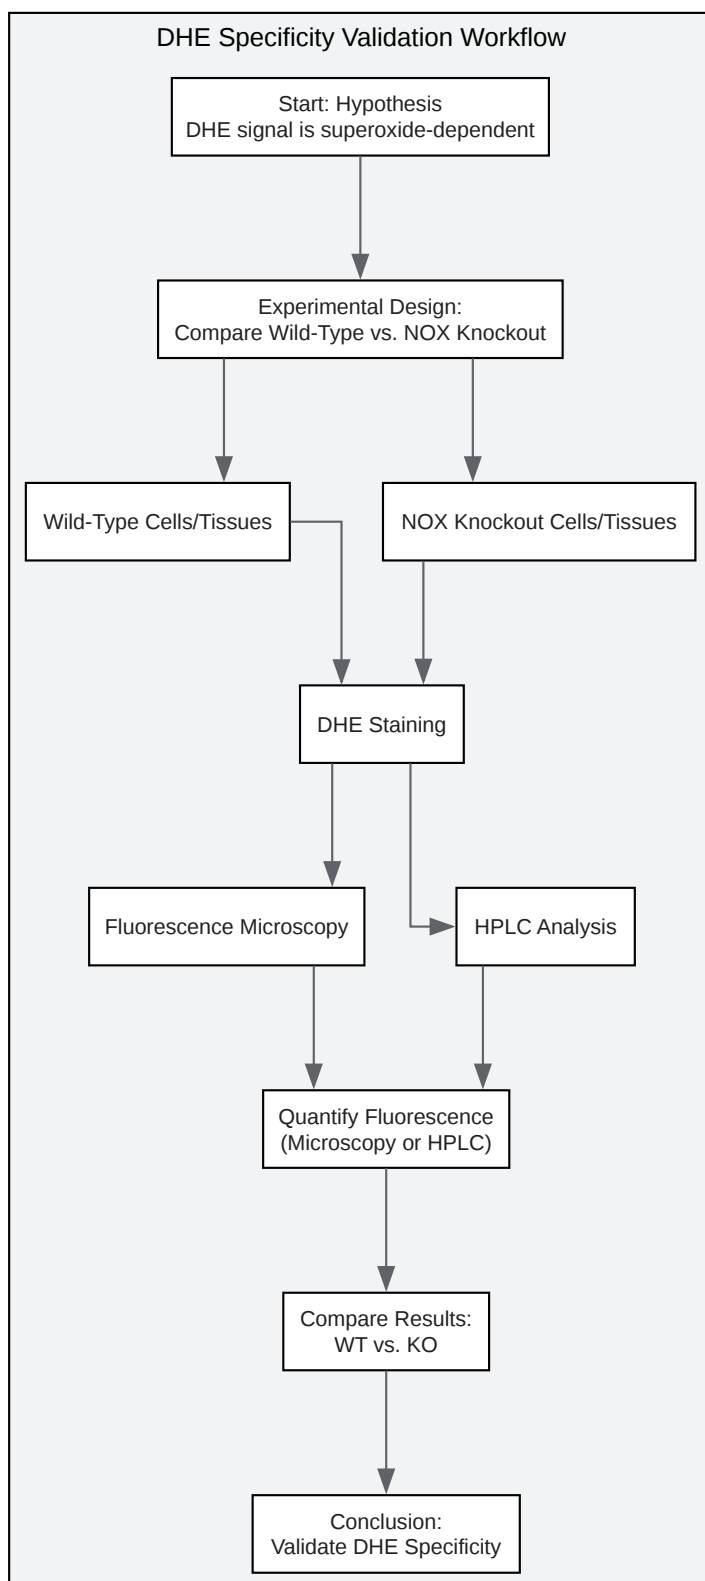 DHE Specificity Validation Workflow
Start: Hypothesis
DHE signal is superoxide-dependent
Experimental Design:
Compare Wild-Type vs. NOX Knockout
Wild-Type Cells/Tissues
NOX Knockout Cells/Tissues
DHE Staining
Fluorescence Microscopy
HPLC Analysis
Quantify Fluorescence
(Microscopy or HPLC)
Compare Results:
WT vs. KO
Conclusion:
Validate DHE Specificity